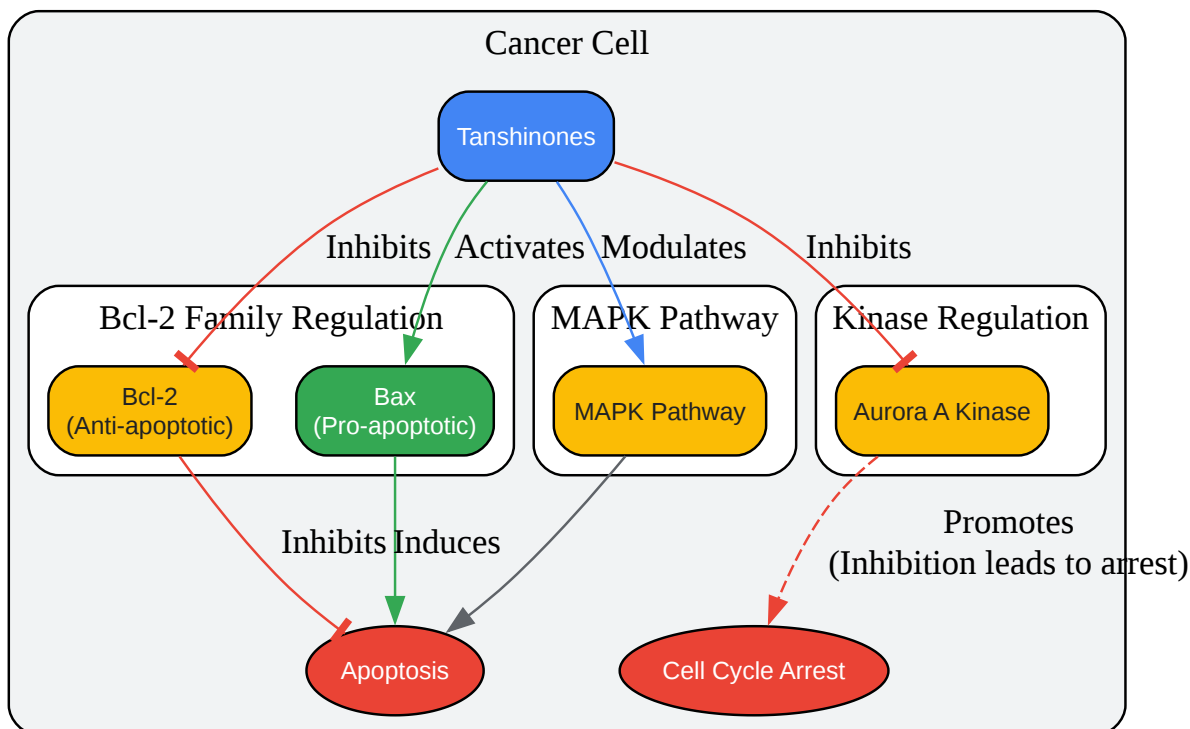 Cancer Cell
Tanshinones
Inhibits
Activates
Modulates
Inhibits
Bcl-2 Family Regulation
MAPK Pathway
Kinase Regulation
Bcl-2
(Anti-apoptotic)
Bax
(Pro-apoptotic)
MAPK Pathway
Aurora A Kinase
Inhibits
Induces
Promotes
(Inhibition leads to arrest)
Apoptosis
Cell Cycle Arrest